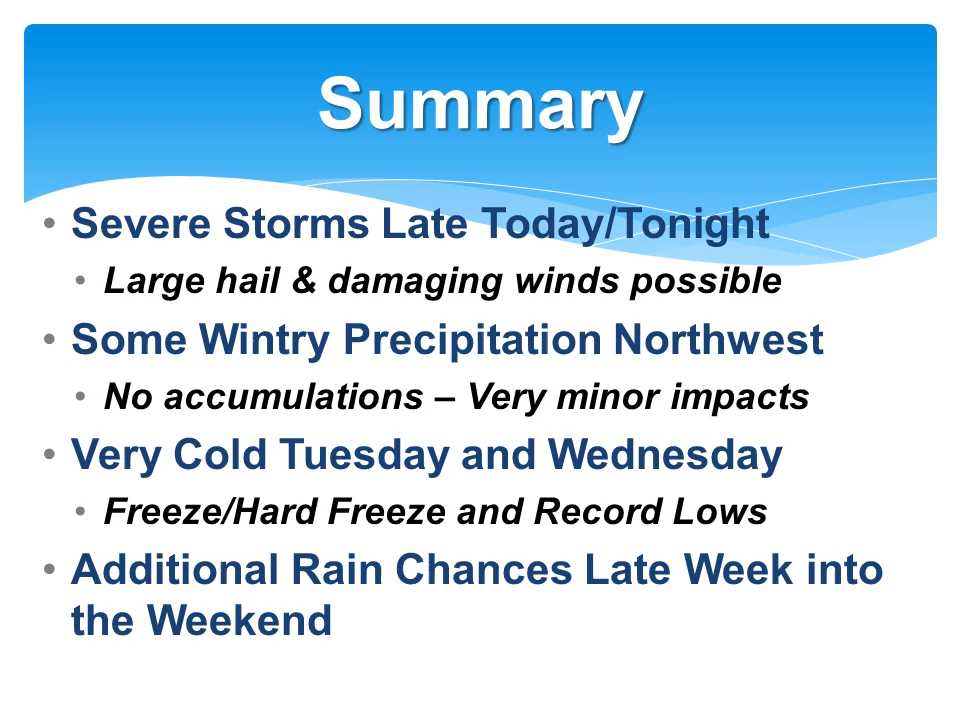 Summary
• Severe Storms Late Today/Tonight
• Large hail & damaging winds possible
• Some Wintry Precipitation Northwest
• No accumulations – Very minor impacts
• Very Cold Tuesday and Wednesday
• Freeze/Hard Freeze and Record Lows
• Additional Rain Chances Late Week into
the Weekend